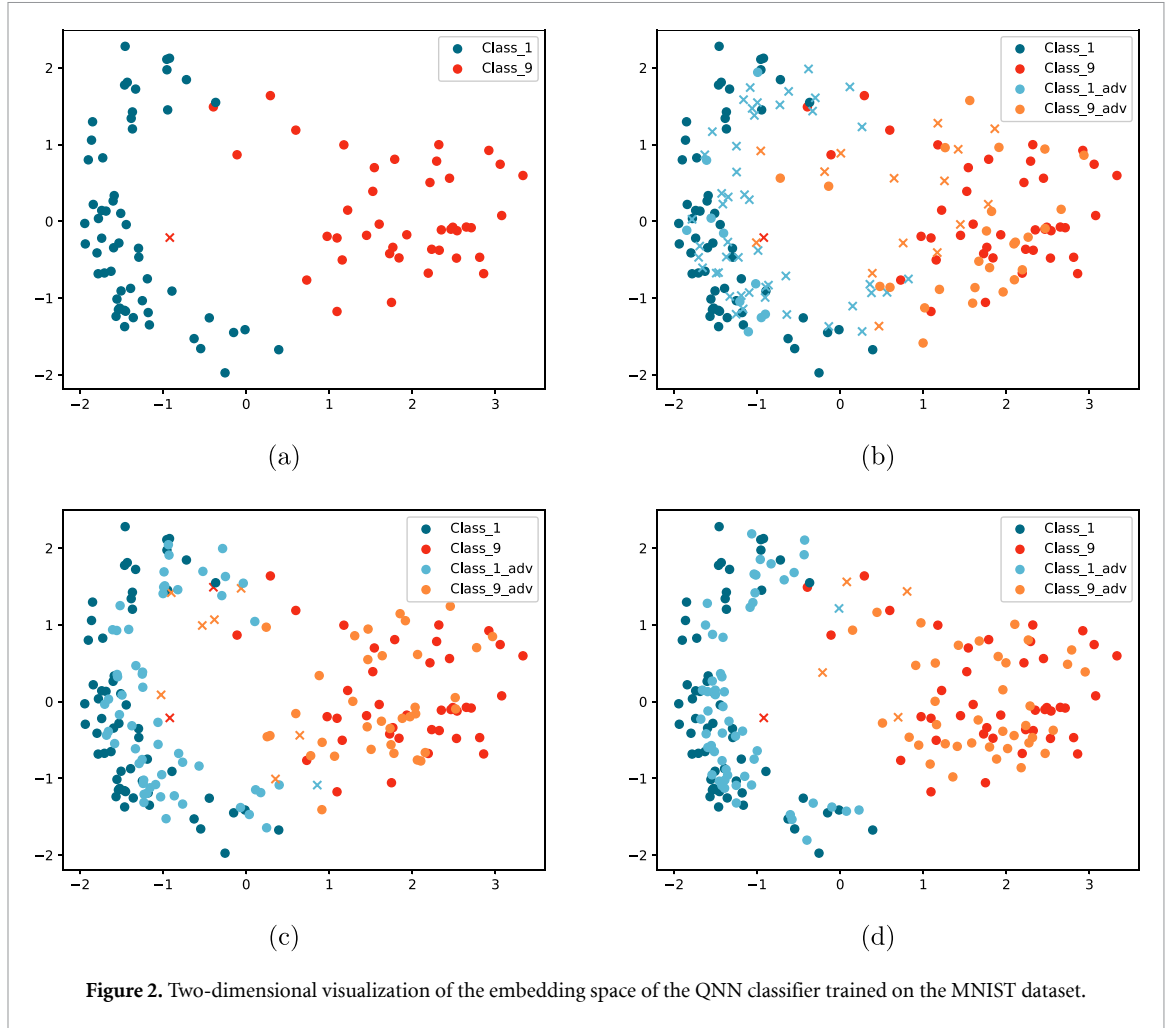 2
1
0
−1
−2
−2
−1
0
1
2
3
Class_1
Class_9
(a)
2
1
0
−1
−2
−2
−1
0
1
2
3
Class_1
Class_9
Class_1_adv
Class_9_adv
(b)
2
1
0
−1
−2
−2
−1
0
1
2
3
Class_1
Class_9
Class_1_adv
Class_9_adv
(c)
2
1
0
−1
−2
−2
−1
0
1
2
3
Class_1
Class_9
Class_1_adv
Class_9_adv
(d)
Figure 2. Two-dimensional visualization of the embedding space of the QNN classifier trained on the MNIST dataset.